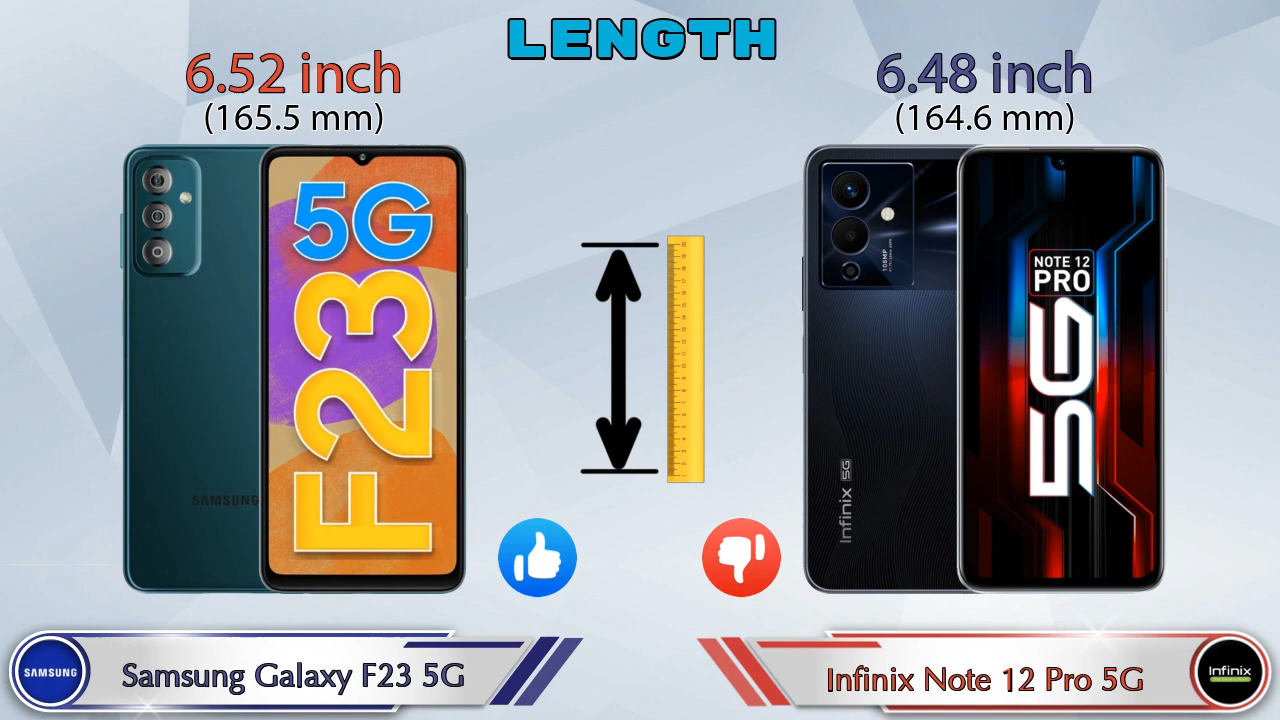 LENGTH
6.52 inch
(165.5 mm)
6.48 inch
(164.6 mm)
5G
F23
SAMSUNG
108MP
Infinix 5G
NOTE 12
PRO
5G
SAMSUNG
Samsung Galaxy F23 5G
Infinix Note 12 Pro 5G
Infinix